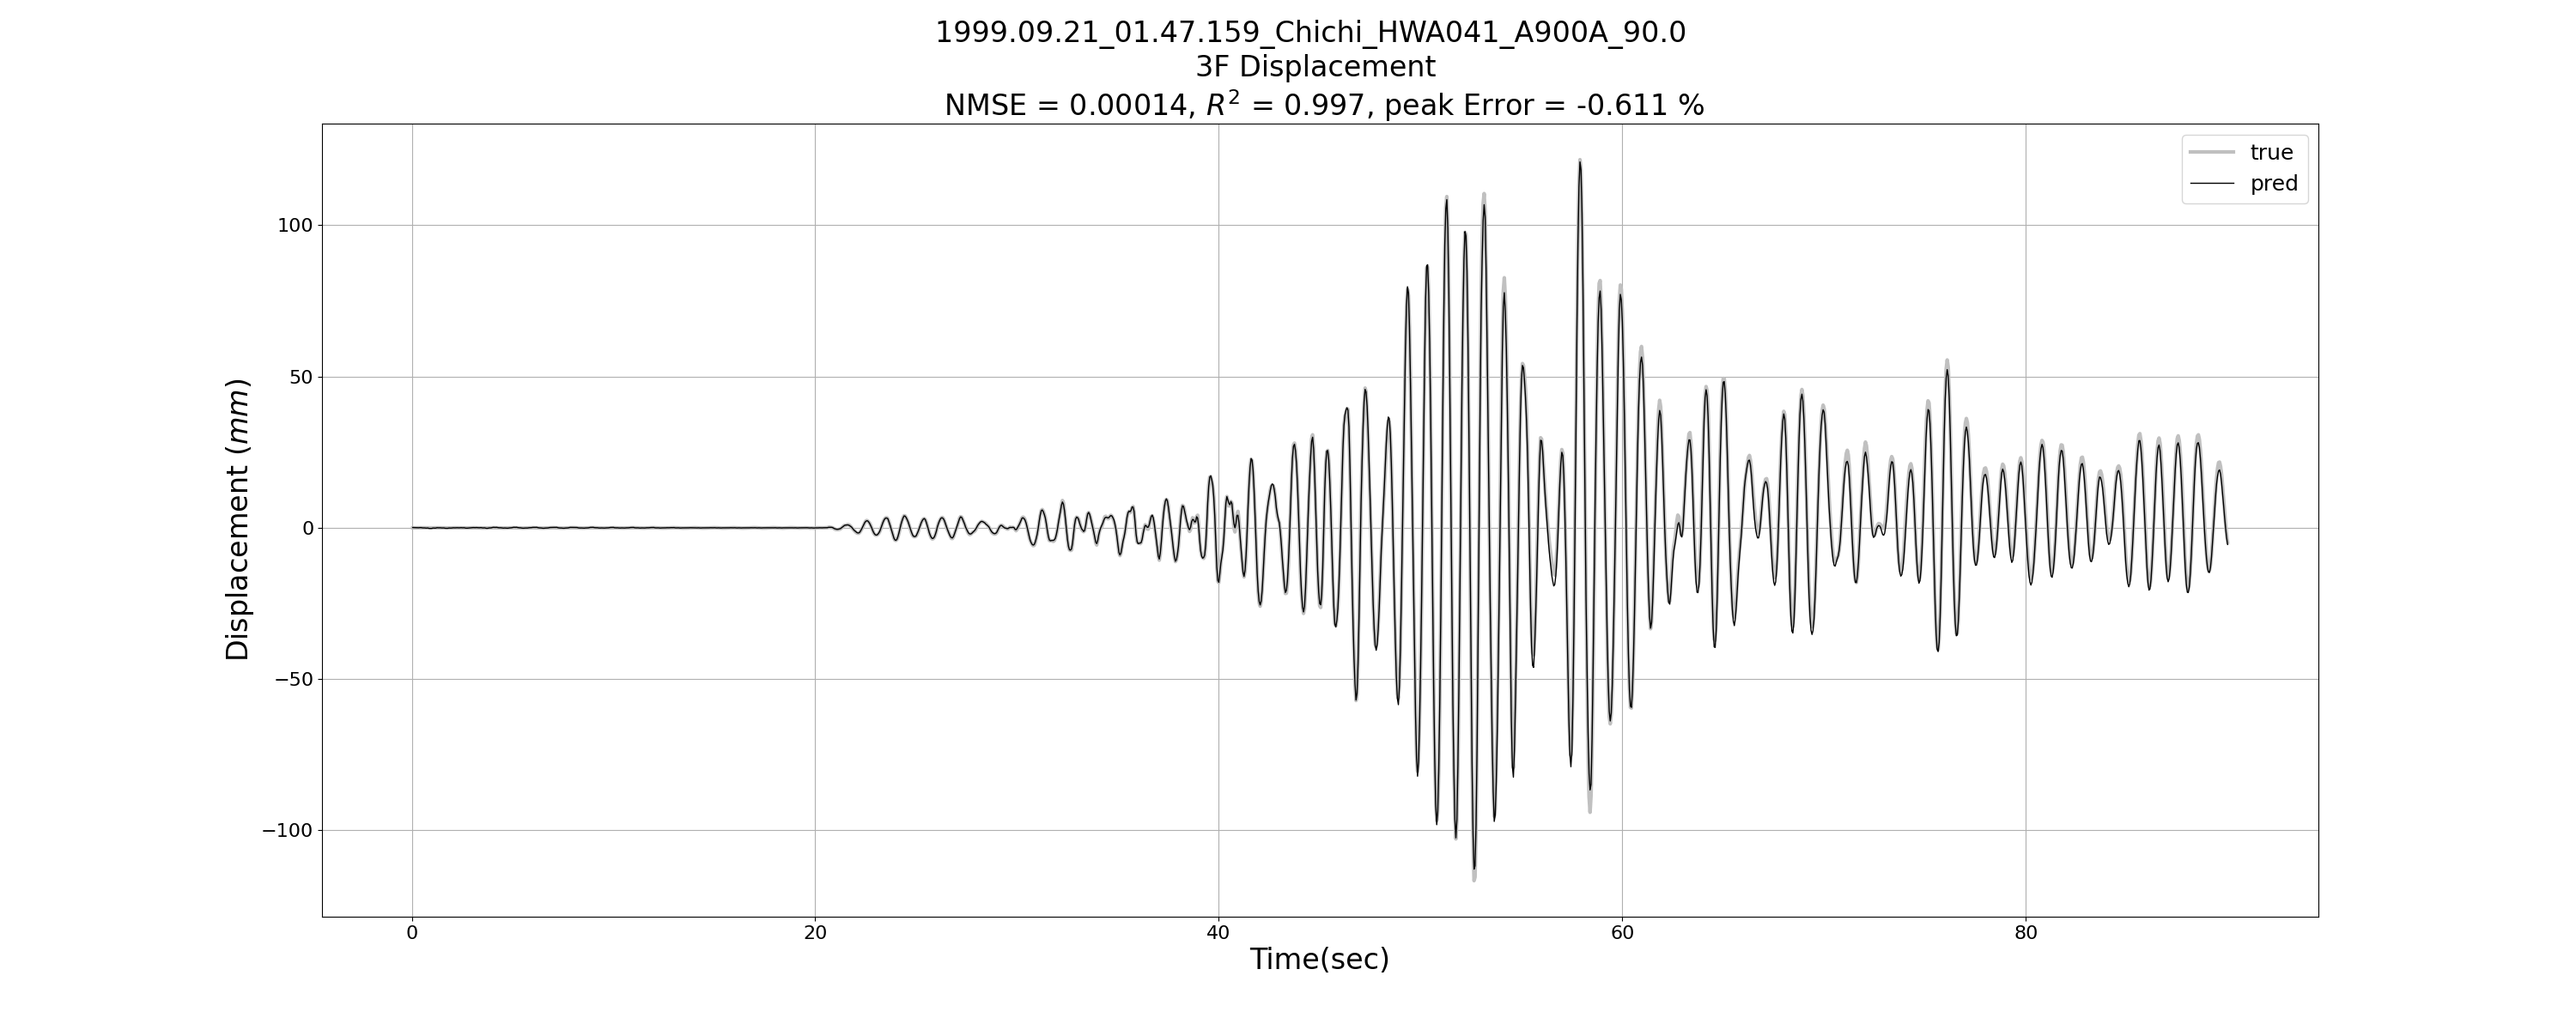 1999.09.21_01.47.159_Chichi_HWA041_A900A_90.0
3F Displacement
NMSE = 0.00014, R² = 0.997, peak Error = -0.611 %
true
pred
100
50
0
−50
−100
Displacement (mm)
0 20 40 60 80
Time(sec)